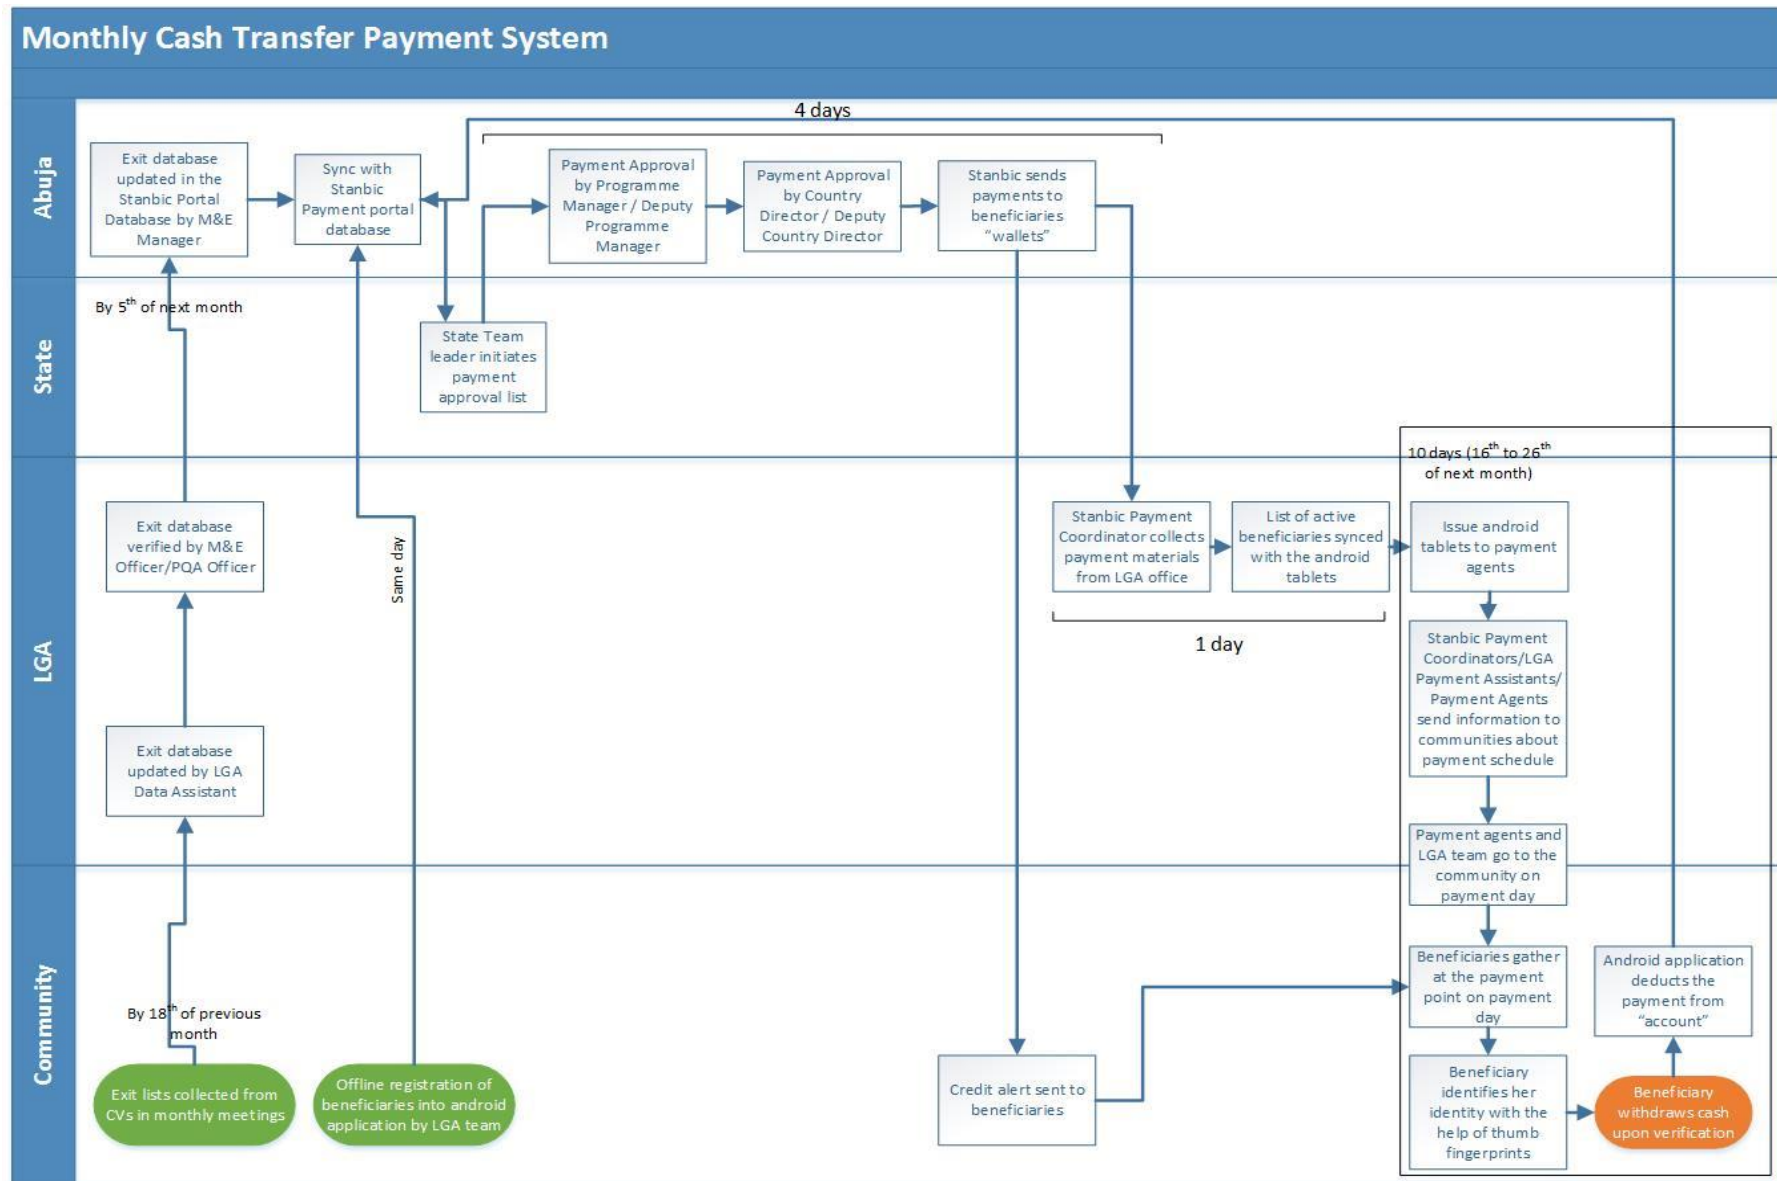 Monthly Cash Transfer Payment System
Abuja
4 days
Exit database
updated in the
Stanbic Portal
Database by M&E
Manager
Sync with
Stanbic
Payment portal
database
Payment Approval
by Programme
Manager / Deputy
Programme
Manager
Payment Approval
by Country
Director / Deputy
Country Director
Stanbic sends
payments to
beneficiaries
“wallets”
State
By 5th of next month
State Team
leader initiates
payment
approval list
LGA
10 days (16th to 26th
of next month)
Exit database
verified by M&E
Officer/PQA Officer
Same day
Stanbic Payment
Coordinator collects
payment materials
from LGA office
List of active
beneficiaries synced
with the android
tablets
Issue android
tablets to payment
agents
1 day
Stanbic Payment
Coordinators/LGA
Payment Assistants/
Payment Agents
send information to
communities about
payment schedule
Exit database
updated by LGA
Data Assistant
Payment agents and
LGA team go to the
community on
payment day
Community
By 18th of previous
month
Exit lists collected from
CVs in monthly meetings
Offline registration of
beneficiaries into android
application by LGA team
Credit alert sent to
beneficiaries
Beneficiaries gather
at the payment
point on payment
day
Android application
deducts the
payment from
“account”
Beneficiary
identifies her
identity with the
help of thumb
fingerprints
Beneficiary
withdraws cash
upon verification